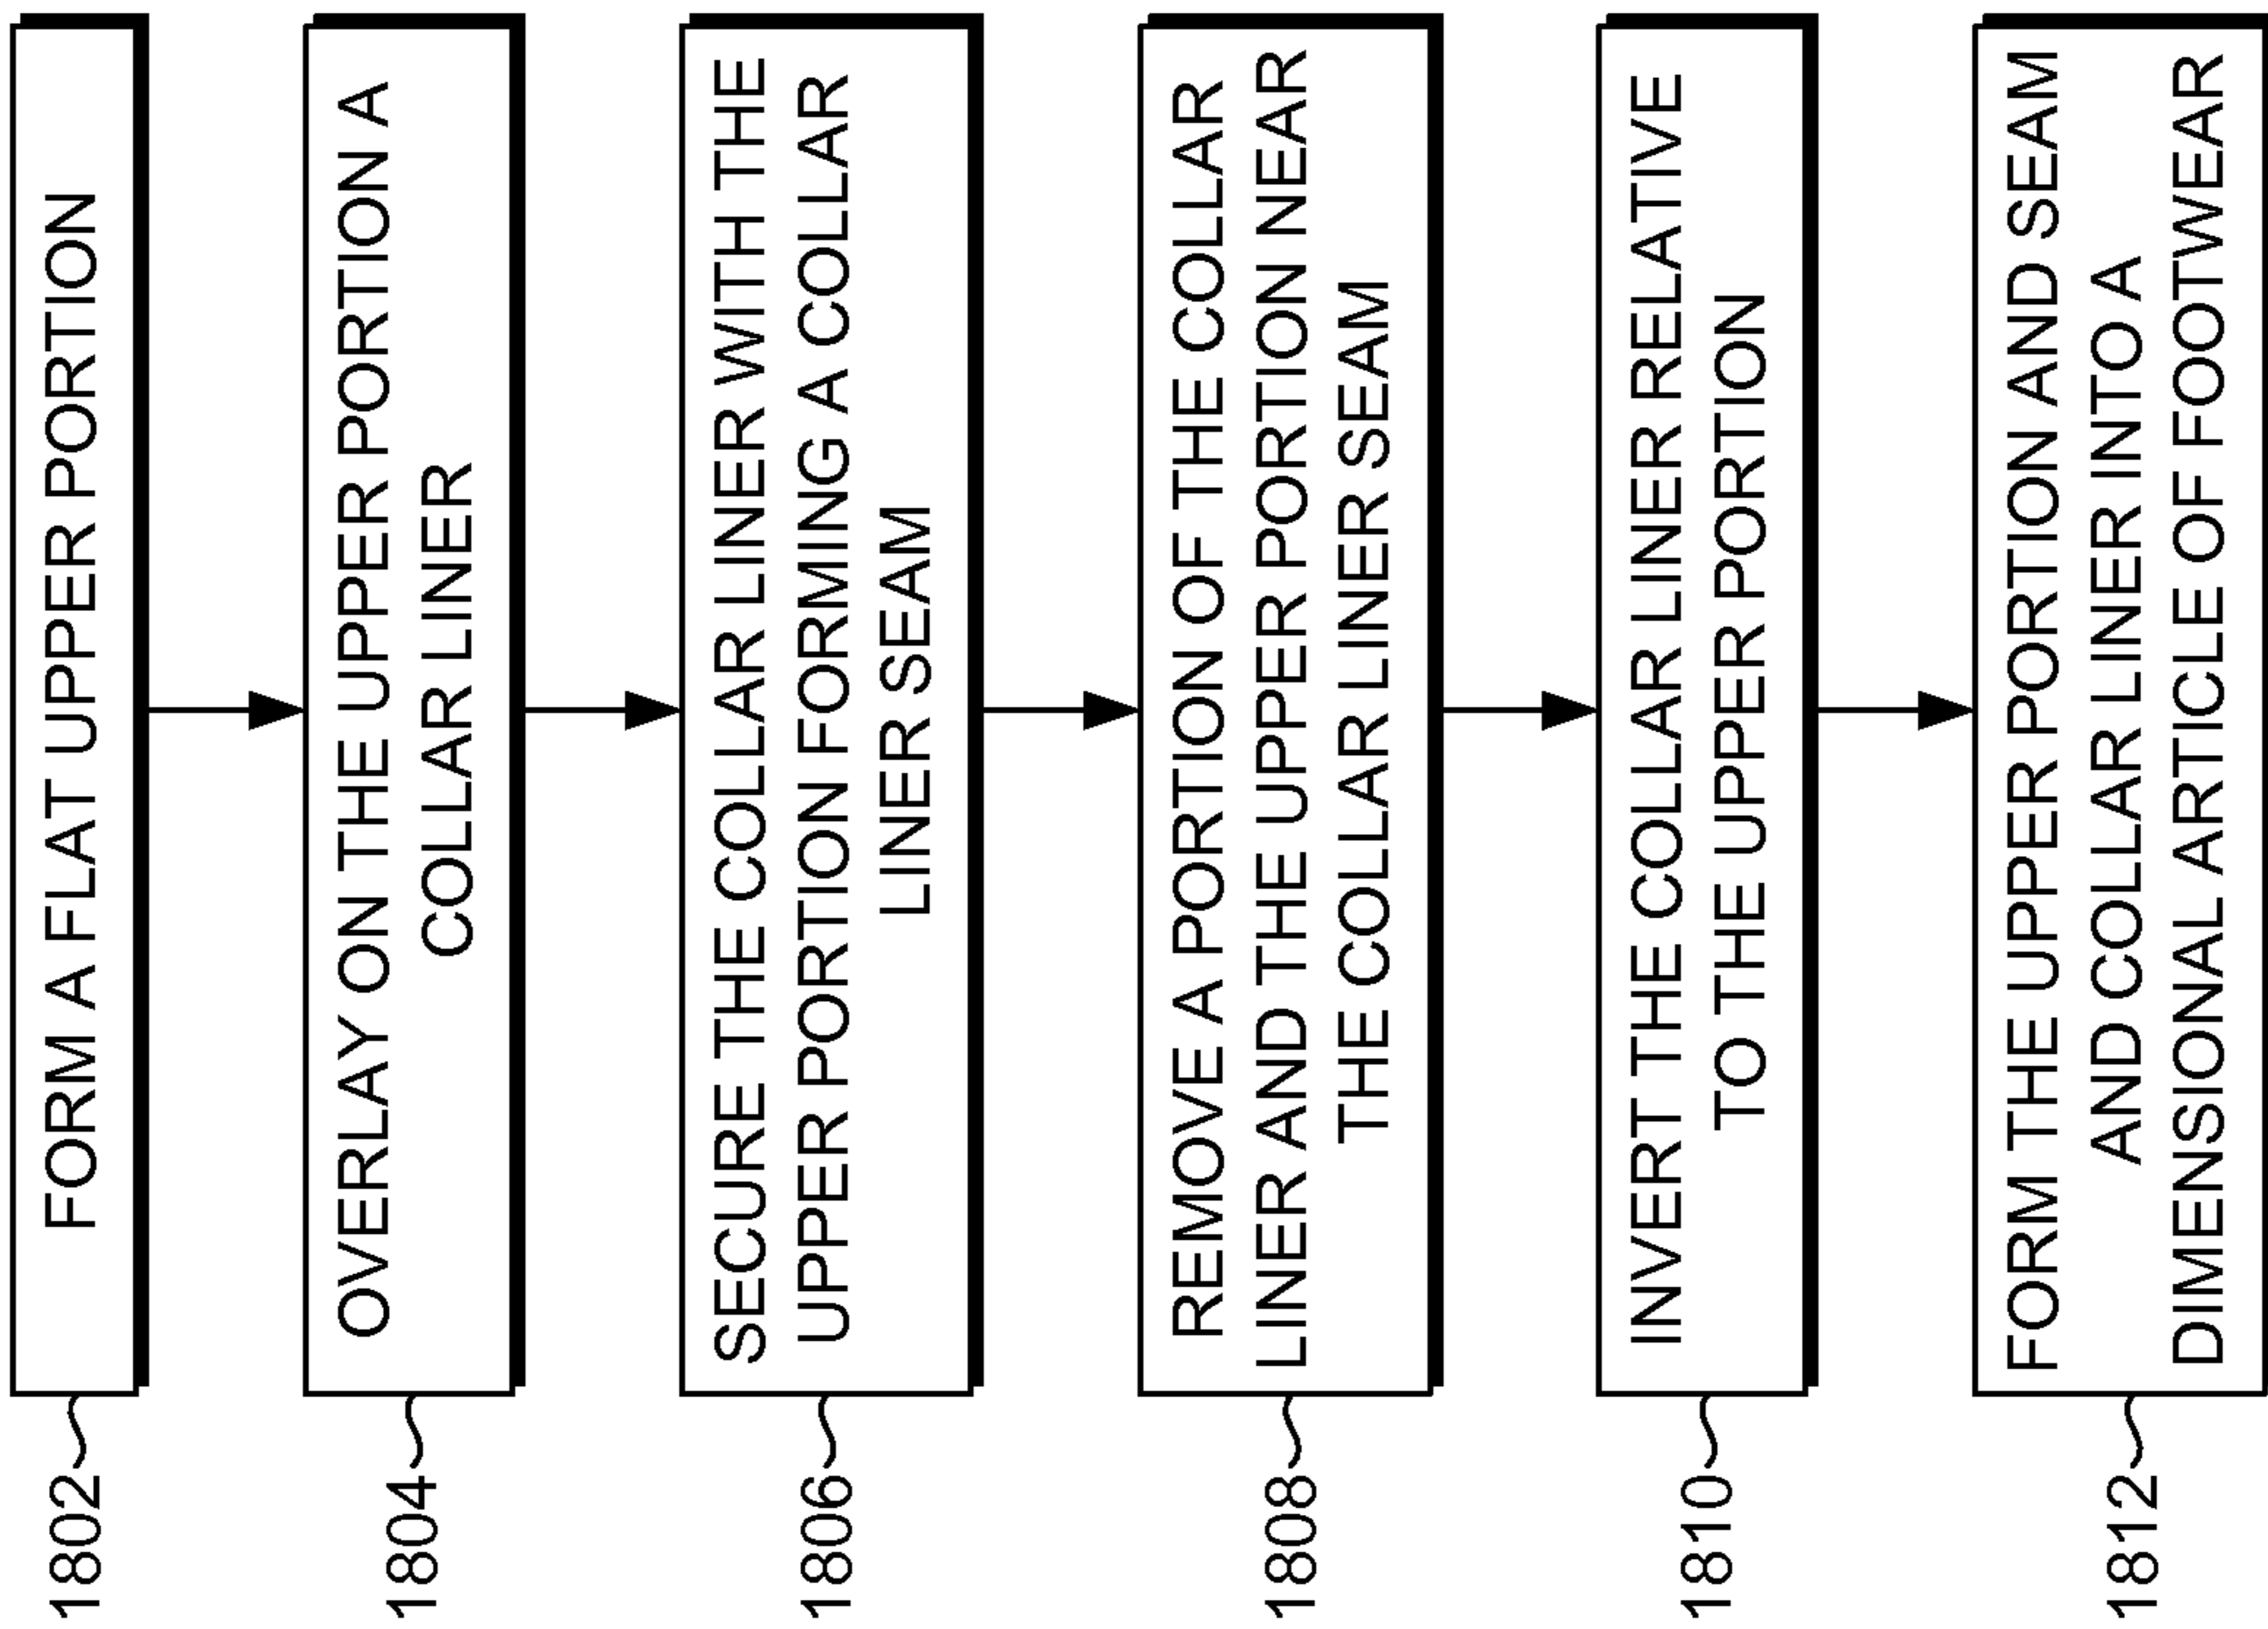 1802
FORM A FLAT UPPER PORTION
1804
OVERLAY ON THE UPPER PORTION A
COLLAR LINER
1806
SECURE THE COLLAR LINER WITH THE
UPPER PORTION FORMING A COLLAR
LINER SEAM
1808
REMOVE A PORTION OF THE COLLAR
LINER AND THE UPPER PORTION NEAR
THE COLLAR LINER SEAM
1810
INVERT THE COLLAR LINER RELATIVE
TO THE UPPER PORTION
1812
FORM THE UPPER PORTION AND SEAM
AND COLLAR LINER INTO A
DIMENSIONAL ARTICLE OF FOOTWEAR